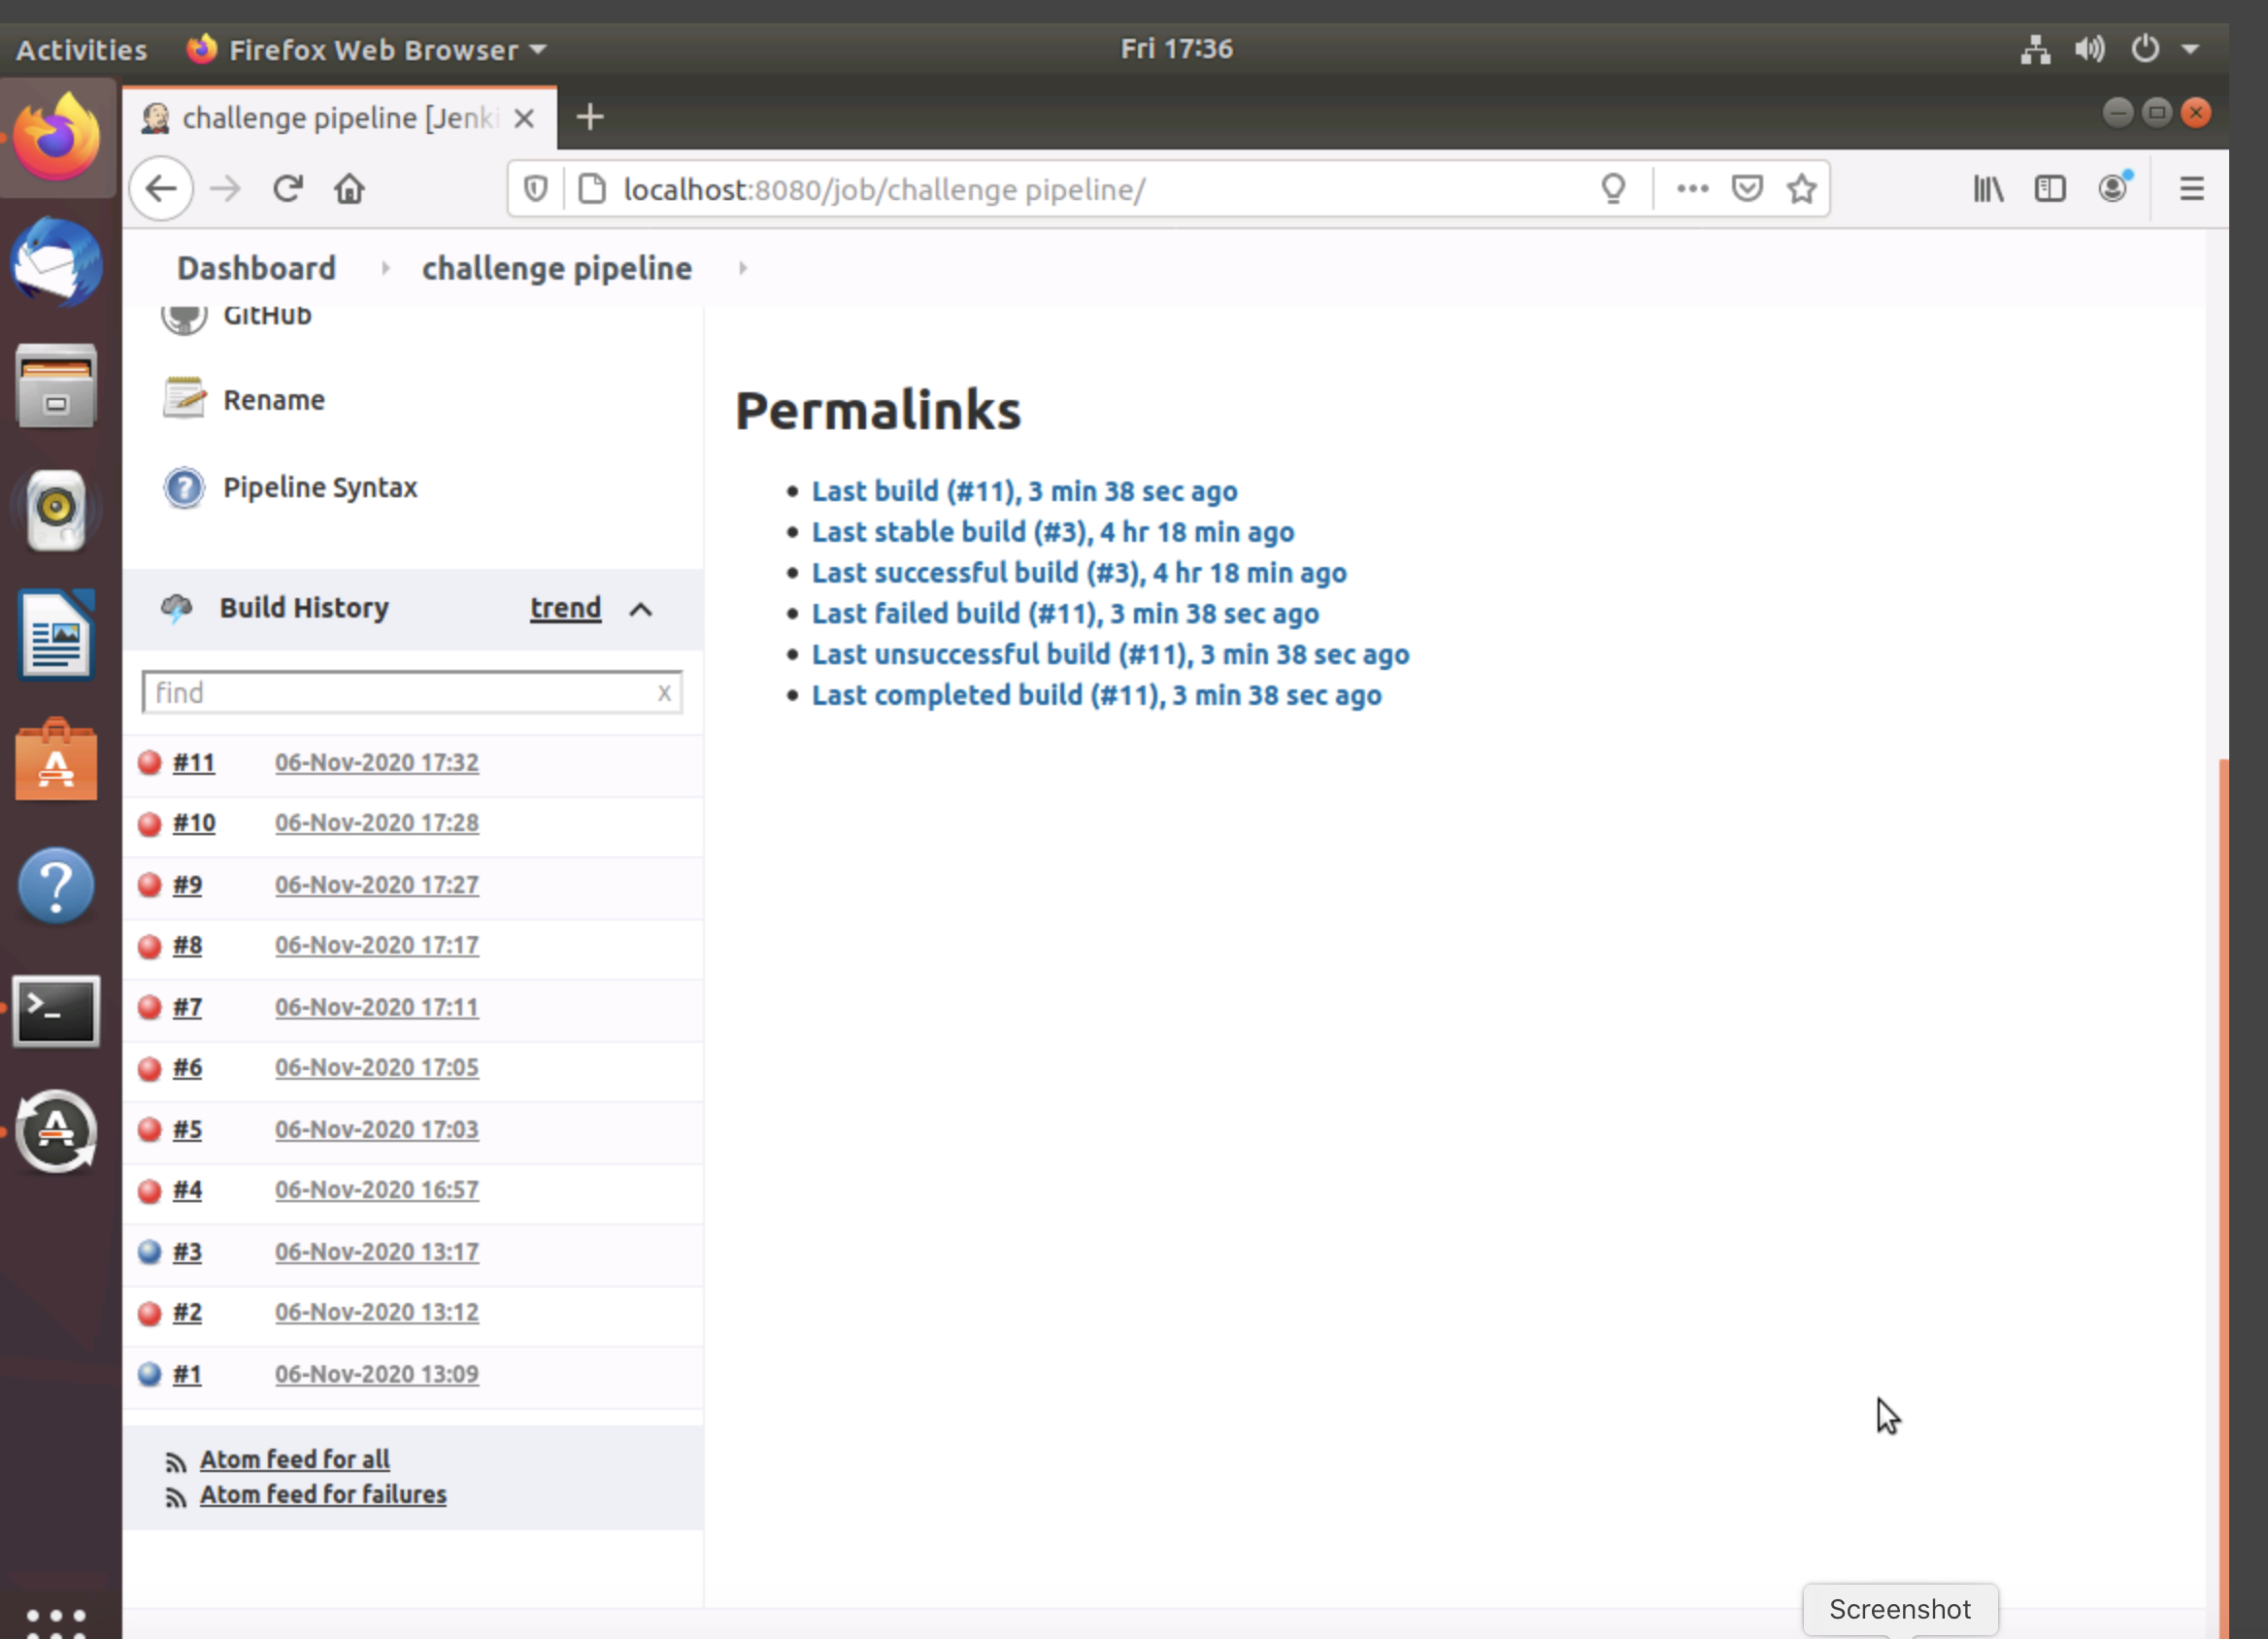 Activities Firefox Web Browser Fri 17:36
challenge pipeline [Jenki
localhost:8080/job/challenge pipeline/
Dashboard challenge pipeline
GitHub
Rename
Pipeline Syntax
Build History trend
find x
#11 06-Nov-2020 17:32
#10 06-Nov-2020 17:28
#9 06-Nov-2020 17:27
#8 06-Nov-2020 17:17
#7 06-Nov-2020 17:11
#6 06-Nov-2020 17:05
#5 06-Nov-2020 17:03
#4 06-Nov-2020 16:57
#3 06-Nov-2020 13:17
#2 06-Nov-2020 13:12
#1 06-Nov-2020 13:09
Atom feed for all
Atom feed for failures
Permalinks
Last build (#11), 3 min 38 sec ago
Last stable build (#3), 4 hr 18 min ago
Last successful build (#3), 4 hr 18 min ago
Last failed build (#11), 3 min 38 sec ago
Last unsuccessful build (#11), 3 min 38 sec ago
Last completed build (#11), 3 min 38 sec ago
Screenshot